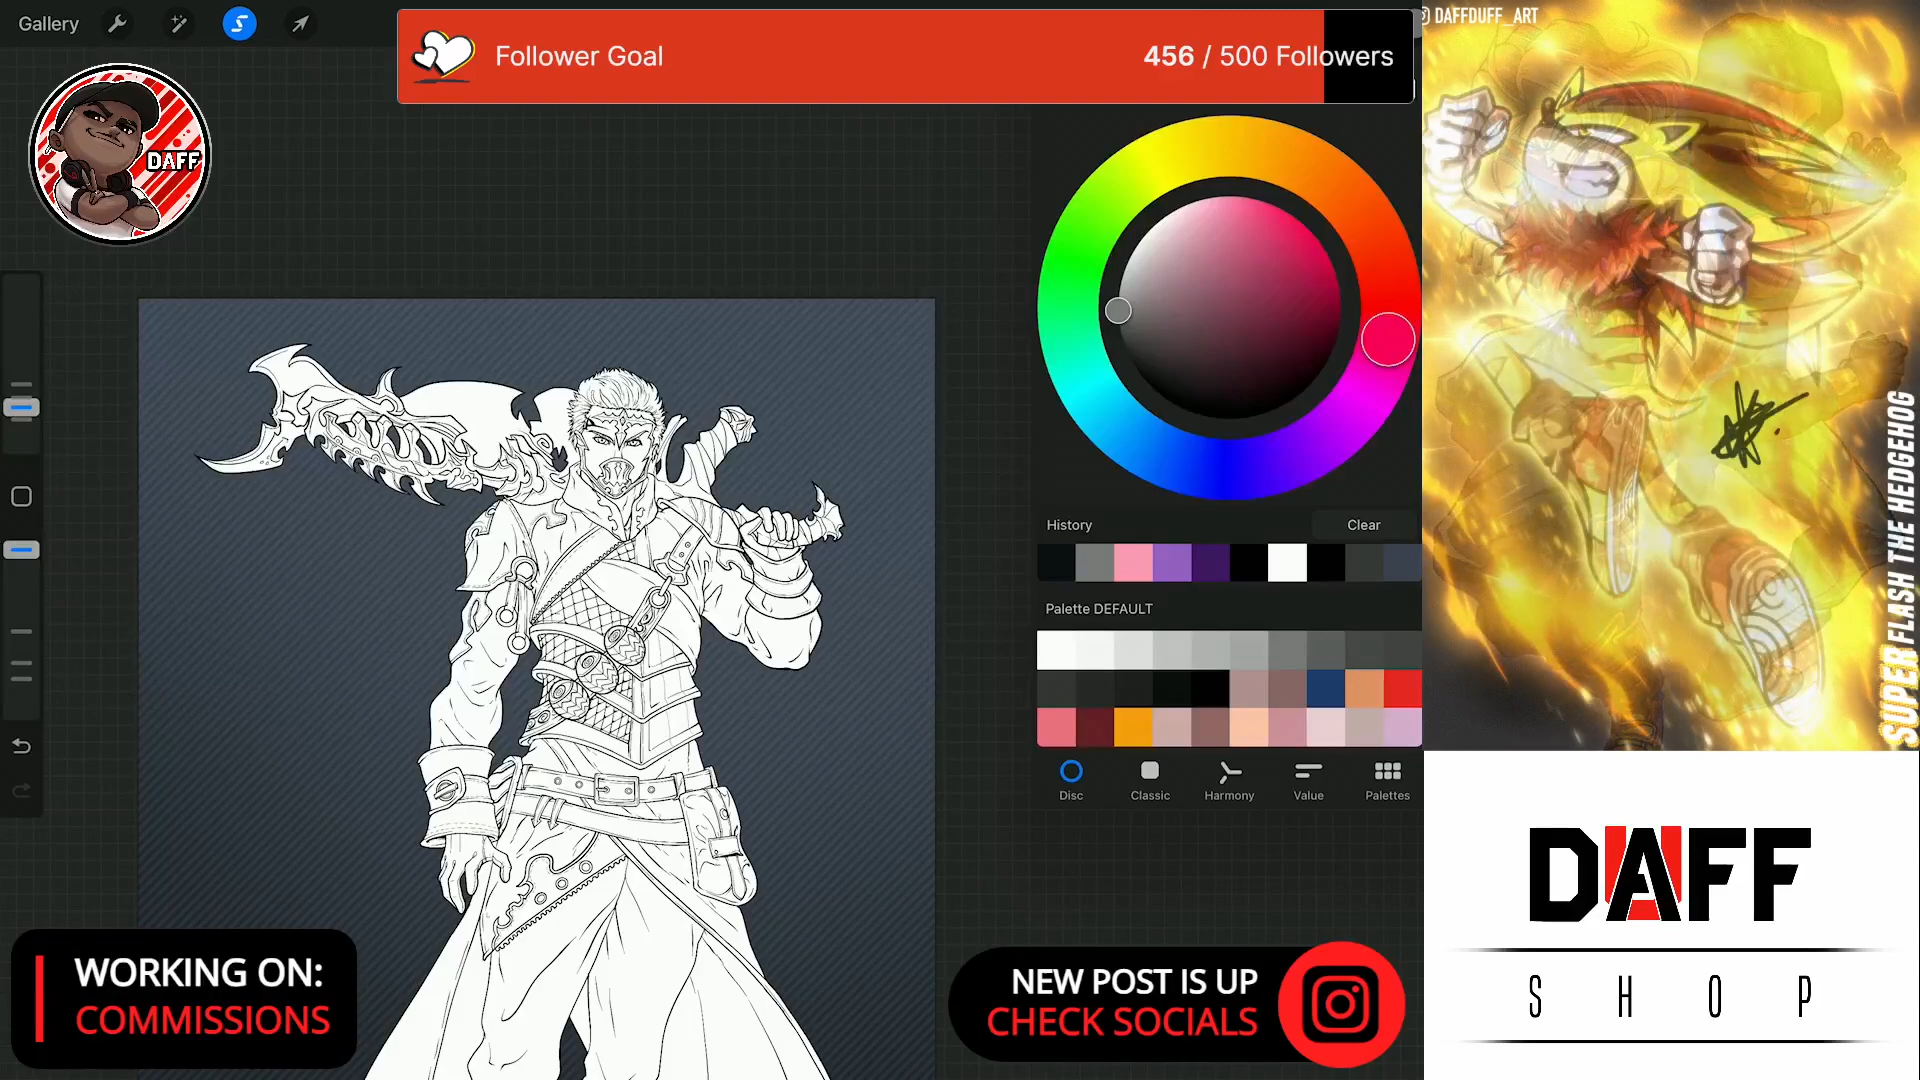 Gallery
Follower Goal
456 / 500 Followers
DAFFDUFF_ART
DAFF
History
Clear
Palette DEFAULT
Disc
Classic
Harmony
Value
Palettes
SUPER FLASH THE HEDGEHOG
WORKING ON:
COMMISSIONS
NEW POST IS UP
CHECK SOCIALS
DAFF
SHOP